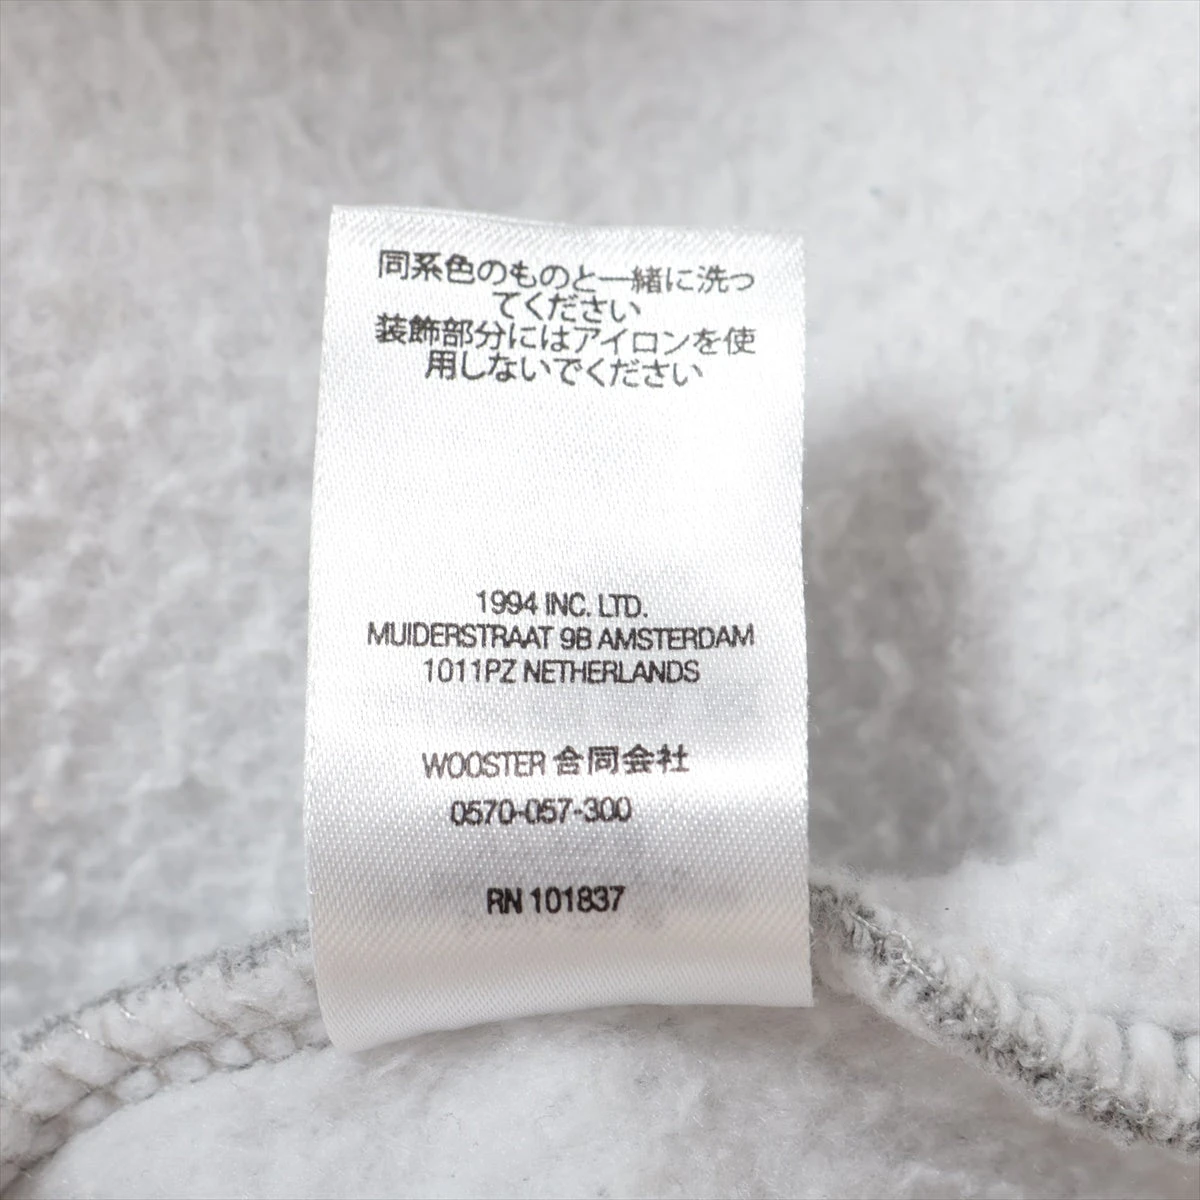 同系色のものと一緒に洗っ
てください
装飾部分にはアイロンを使
用しないでください
1994 INC. LTD.
MUIDERSTRAAT 9B AMSTERDAM
1011PZ NETHERLANDS
WOOSTER 合同会社
0570-057-300
RN 101837